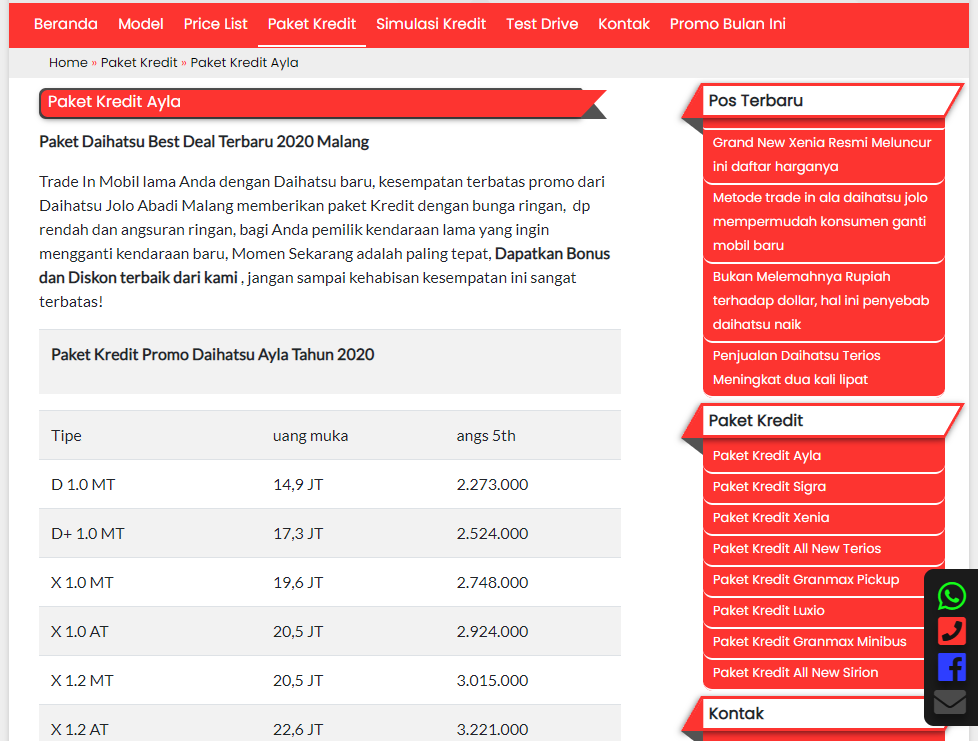 Beranda Model Price List Paket Kredit Simulasi Kredit Test Drive Kontak Promo Bulan Ini
Home » Paket Kredit » Paket Kredit Ayla
Paket Kredit Ayla
Paket Daihatsu Best Deal Terbaru 2020 Malang
Trade In Mobil lama Anda dengan Daihatsu baru, kesempatan terbatas promo dari
Daihatsu Jolo Abadi Malang memberikan paket Kredit dengan bunga ringan, dp
rendah dan angsuran ringan, bagi Anda pemilik kendaraan lama yang ingin
mengganti kendaraan baru, Momen Sekarang adalah paling tepat, Dapatkan Bonus
dan Diskon terbaik dari kami , jangan sampai kehabisan kesempatan ini sangat
terbatas!
Paket Kredit Promo Daihatsu Ayla Tahun 2020
Tipe uang muka angs 5th
D 1.0 MT 14,9 JT 2.273.000
D+ 1.0 MT 17,3 JT 2.524.000
X 1.0 MT 19,6 JT 2.748.000
X 1.0 AT 20,5 JT 2.924.000
X 1.2 MT 20,5 JT 3.015.000
X 1.2 AT 22,6 JT 3.221.000
Pos Terbaru
Grand New Xenia Resmi Meluncur
ini daftar harganya
Metode trade in ala daihatsu jolo
mempermudah konsumen ganti
mobil baru
Bukan Melemahnya Rupiah
terhadap dollar, hal ini penyebab
daihatsu naik
Penjualan Daihatsu Terios
Meningkat dua kali lipat
Paket Kredit
Paket Kredit Ayla
Paket Kredit Sigra
Paket Kredit Xenia
Paket Kredit All New Terios
Paket Kredit Granmax Pickup
Paket Kredit Luxio
Paket Kredit Granmax Minibus
Paket Kredit All New Sirion
Kontak